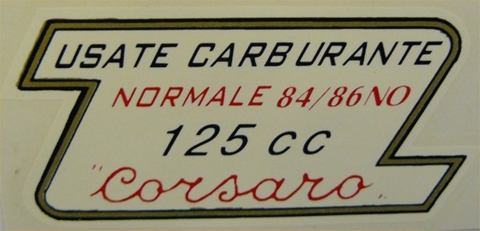 USATE CARBURANTE
NORMALE 84/86 NO
125 cc
"Corsaro"